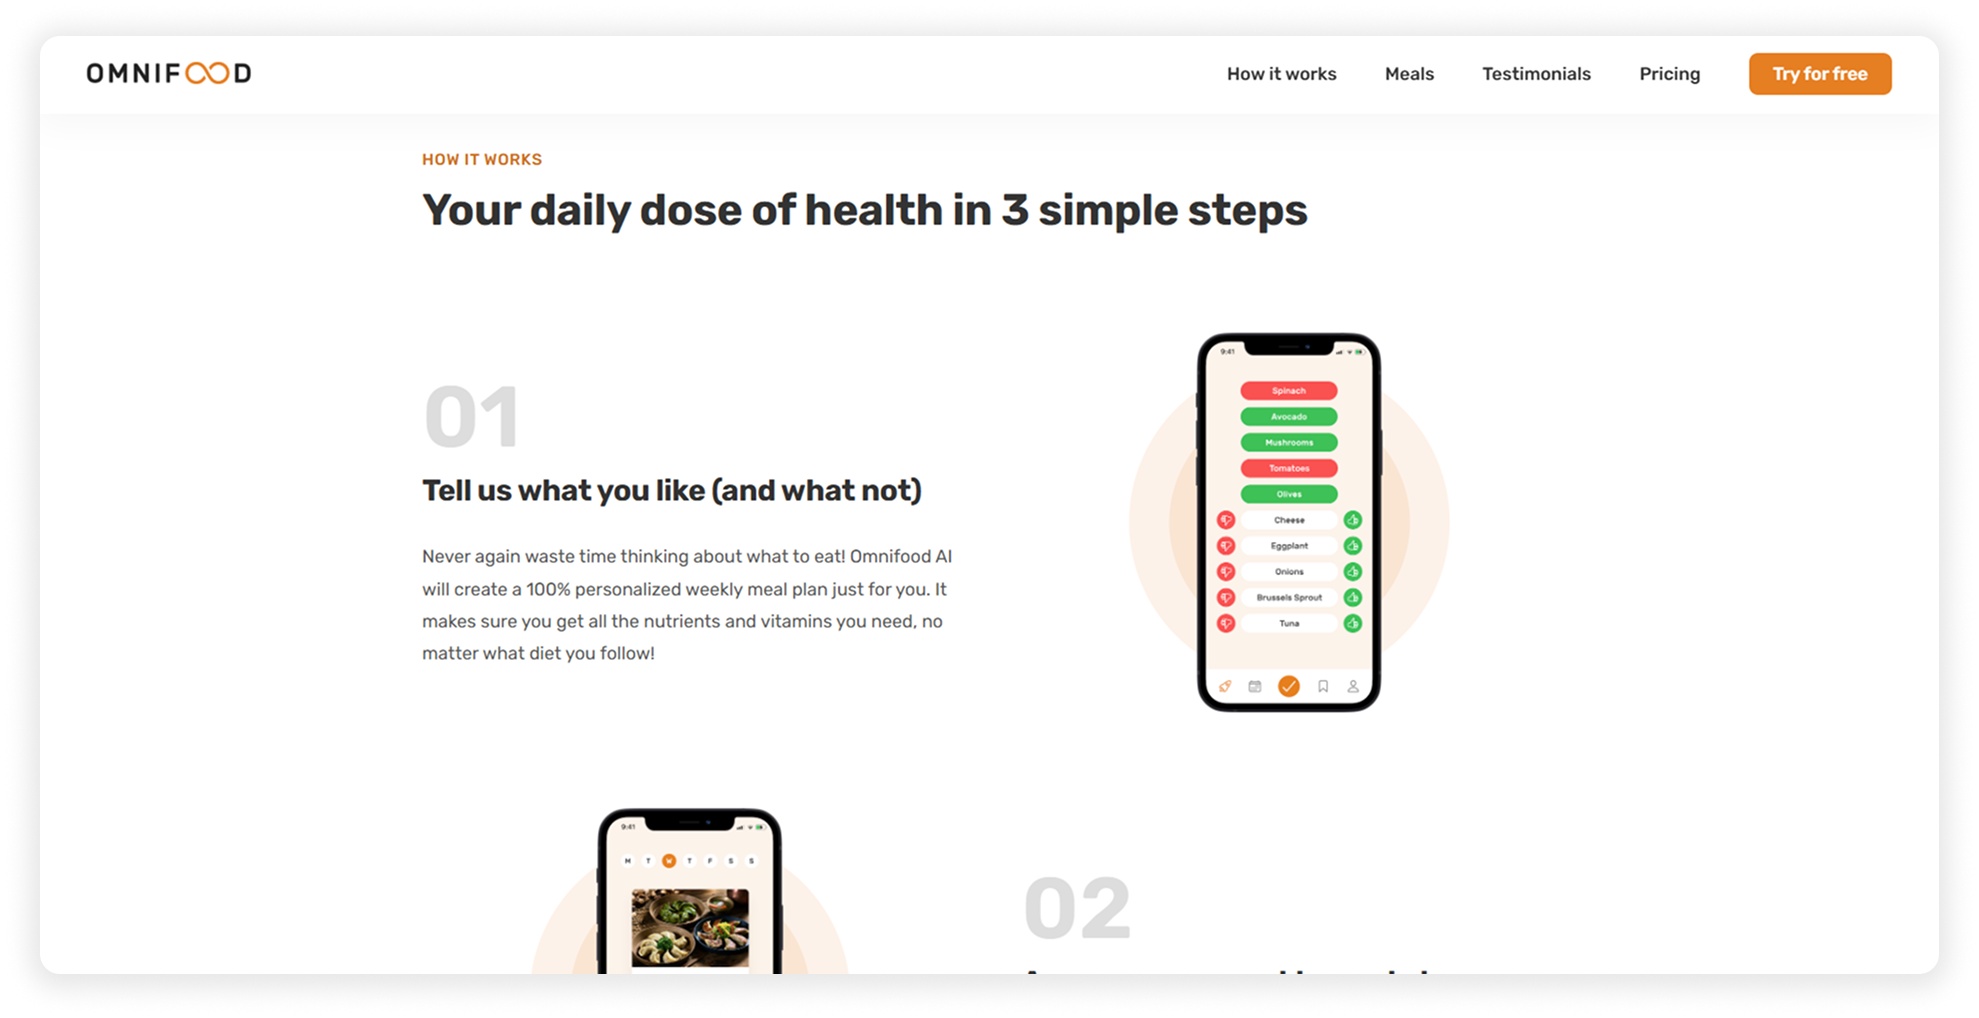 OMNIFOOD
How it works
Meals
Testimonials
Pricing
Try for free
HOW IT WORKS
Your daily dose of health in 3 simple steps
01
Tell us what you like (and what not)
Never again waste time thinking about what to eat! Omnifood AI
will create a 100% personalized weekly meal plan just for you. It
makes sure you get all the nutrients and vitamins you need, no
matter what diet you follow!
9:41
Spinach
Avocado
Mushrooms
Tomatoes
Olives
Cheese
Eggplant
Onions
Brussels Sprout
Tuna
9:41
M T W T F S S
02